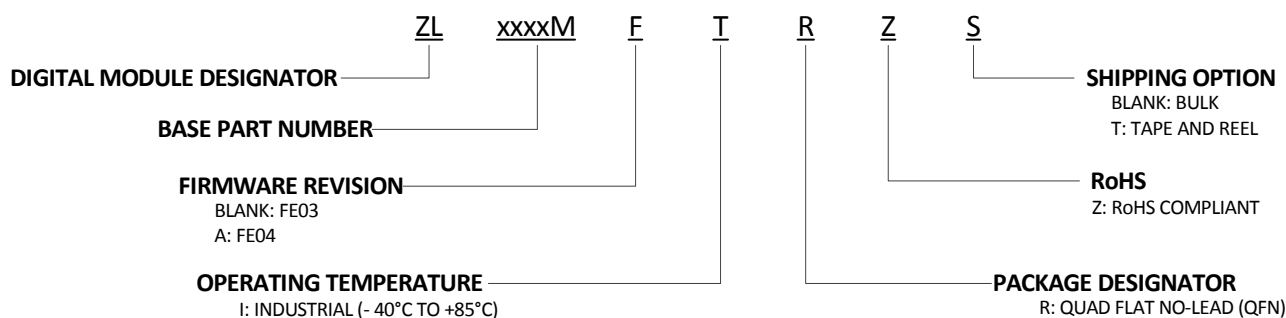 ZL xxxxM F T R Z S
DIGITAL MODULE DESIGNATOR
BASE PART NUMBER
FIRMWARE REVISION
BLANK: FE03
A: FE04
OPERATING TEMPERATURE
I: INDUSTRIAL (- 40°C TO +85°C)
SHIPPING OPTION
BLANK: BULK
T: TAPE AND REEL
RoHS
Z: RoHS COMPLIANT
PACKAGE DESIGNATOR
R: QUAD FLAT NO-LEAD (QFN)